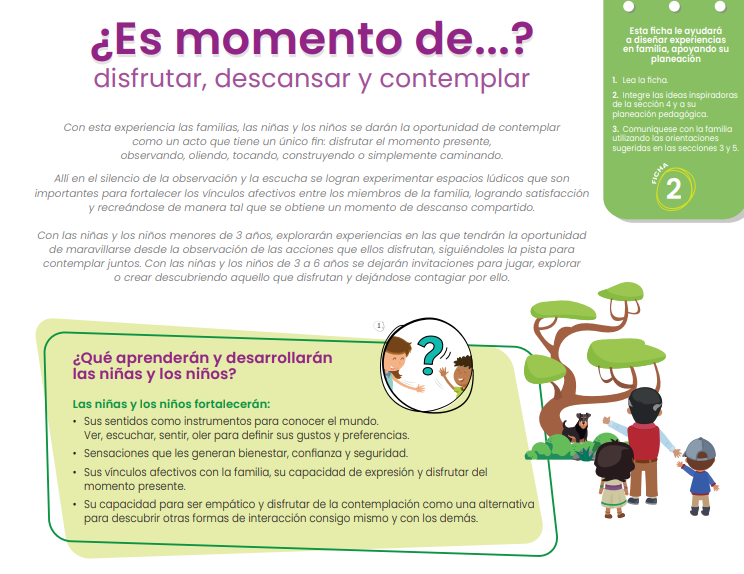 ¿Es momento de...?
disfrutar, descansar y contemplar
Con esta experiencia las familias, las niñas y los niños se darán la oportunidad de contemplar
como un acto que tiene un único fin: disfrutar el momento presente,
observando, oliendo, tocando, construyendo o simplemente caminando.
Allí en el silencio de la observación y la escucha se logran experimentar espacios lúdicos que son
importantes para fortalecer los vínculos afectivos entre los miembros de la familia, logrando satisfacción
y recreándose de manera tal que se obtiene un momento de descanso compartido.
Con las niñas y los niños menores de 3 años, explorarán experiencias en las que tendrán la oportunidad
de maravillarse desde la observación de las acciones que ellos disfrutan, siguiéndoles la pista para
contemplar juntos. Con las niñas y los niños de 3 a 6 años se dejarán invitaciones para jugar, explorar
o crear descubriendo aquello que disfrutan y dejándose contagiar por ello.
Esta ficha le ayudará
a diseñar experiencias
en familia, apoyando su
planeación
1. Lea la ficha.
2. Integre las ideas inspiradoras
de la sección 4 y a su
planeación pedagógica.
3. Comuníquese con la familia
utilizando las orientaciones
sugeridas en las secciones 3 y 5.
FICHA
2
1
?
¿Qué aprenderán y desarrollarán
las niñas y los niños?
Las niñas y los niños fortalecerán:
• Sus sentidos como instrumentos para conocer el mundo.
Ver, escuchar, sentir, oler para definir sus gustos y preferencias.
• Sensaciones que les generan bienestar, confianza y seguridad.
• Sus vínculos afectivos con la familia, su capacidad de expresión y disfrutar del
momento presente.
• Su capacidad para ser empático y disfrutar de la contemplación como una alternativa
para descubrir otras formas de interacción consigo mismo y con los demás.